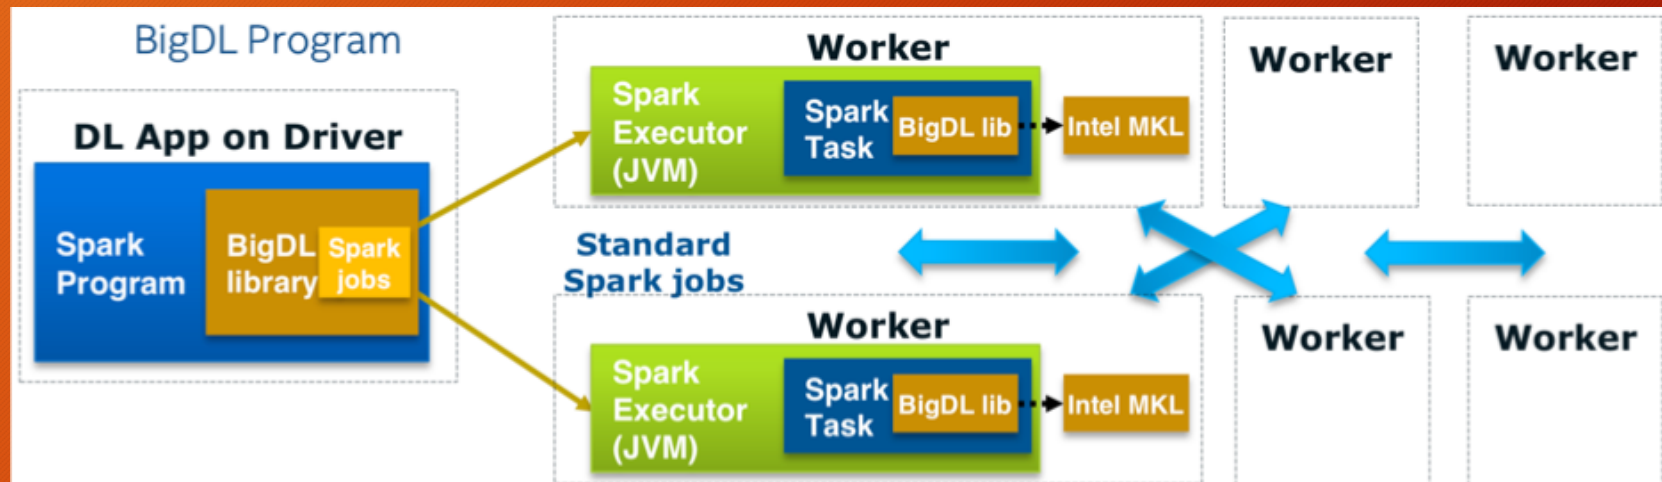 BigDL Program
DL App on Driver
Spark
Program
BigDL
library
Spark
jobs
Worker
Spark
Executor
(JVM)
Spark
Task
BigDL lib
Intel MKL
Worker
Worker
Standard
Spark jobs
Worker
Spark
Executor
(JVM)
Spark
Task
BigDL lib
Intel MKL
Worker
Worker